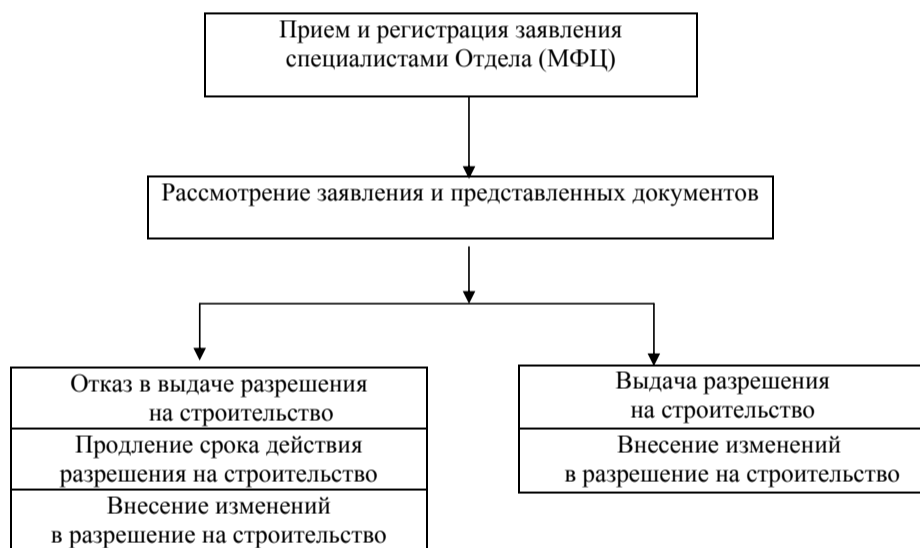 Прием и регистрация заявления
специалистами Отдела (МФЦ)
Рассмотрение заявления и представленных документов
Отказ в выдаче разрешения
на строительство
Продление срока действия
разрешения на строительство
Внесение изменений
в разрешение на строительство
Выдача разрешения
на строительство
Внесение изменений
в разрешение на строительство